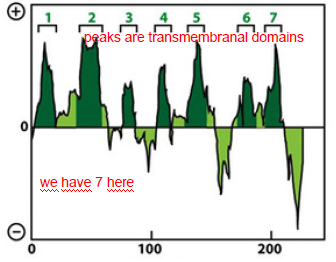 +
1 2 3 4 5 6 7
peaks are transmembranal domains
0
we have 7 here
−
0 100 200